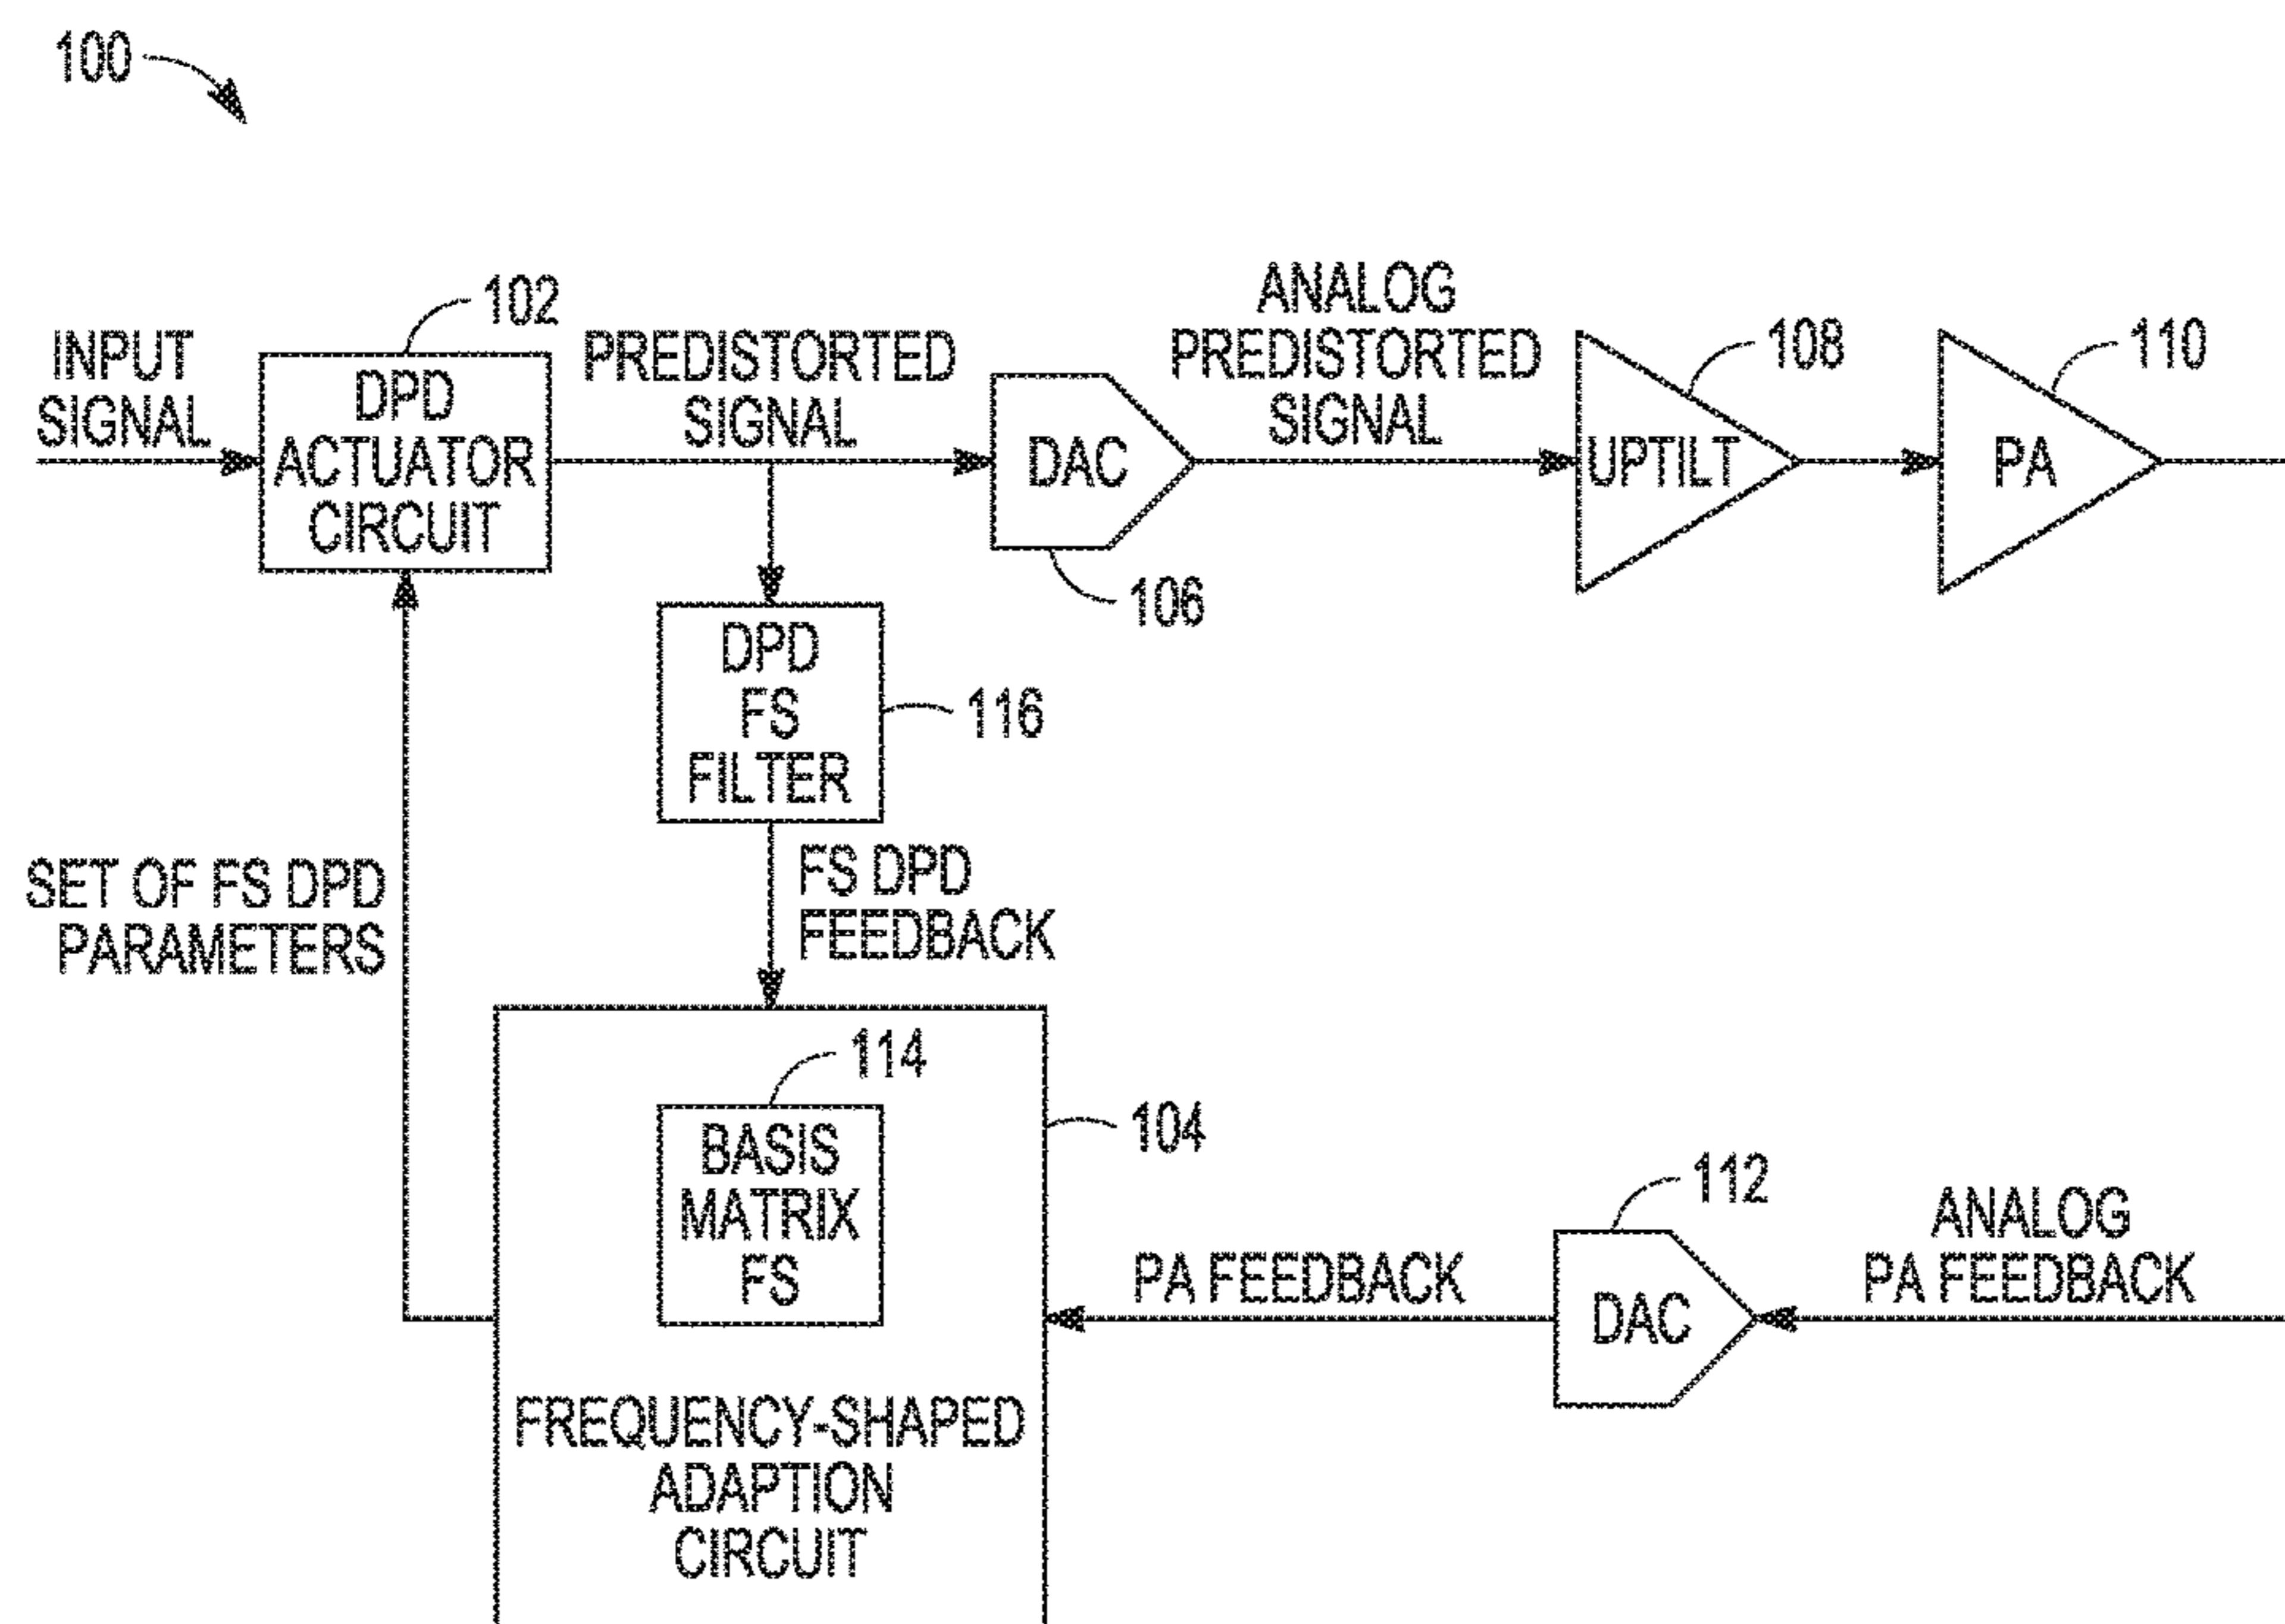 100
102
INPUT
SIGNAL
DPD
ACTUATOR
CIRCUIT
PREDISTORTED
SIGNAL
DAC
106
ANALOG
PREDISTORTED
SIGNAL
UPTILT
108
PA
110
DPD
FS
FILTER
116
SET OF FS DPD
PARAMETERS
FS DPD
FEEDBACK
114
BASIS
MATRIX
FS
104
FREQUENCY-SHAPED
ADAPTION
CIRCUIT
PA FEEDBACK
112
DAC
ANALOG
PA FEEDBACK